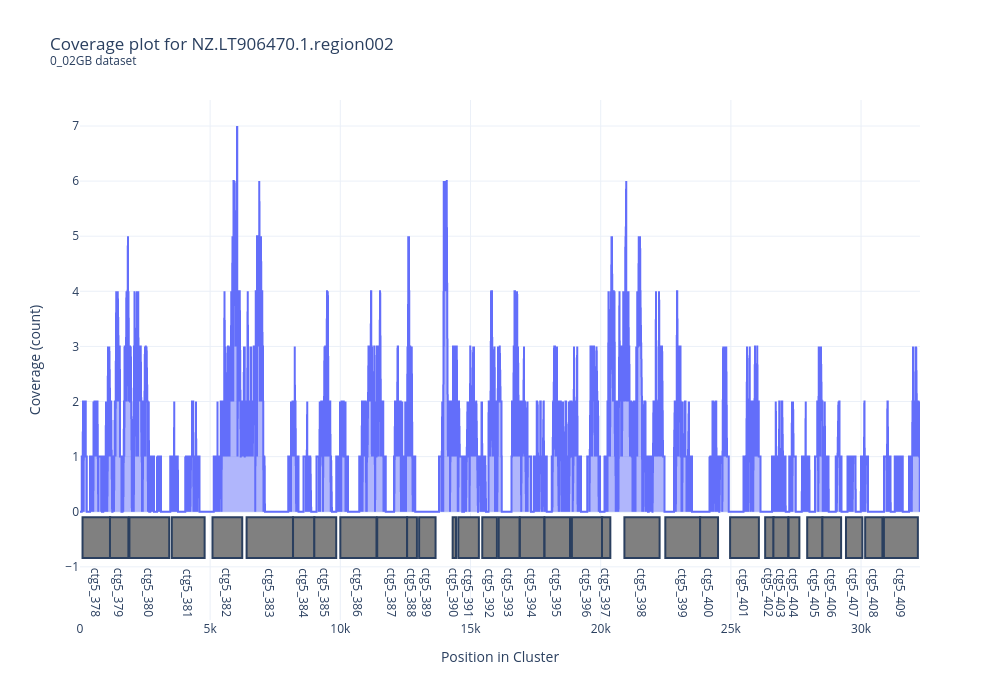 Coverage plot for NZ.LT906470.1.region002
0_02GB dataset
7
6
5
4
3
2
1
0
−1
Coverage (count)
ctg5_378
ctg5_379
ctg5_380
ctg5_381
ctg5_382
ctg5_383
ctg5_384
ctg5_385
ctg5_386
ctg5_387
ctg5_388
ctg5_389
ctg5_390
ctg5_391
ctg5_392
ctg5_393
ctg5_394
ctg5_395
ctg5_396
ctg5_397
ctg5_398
ctg5_399
ctg5_400
ctg5_401
ctg5_402
ctg5_403
ctg5_404
ctg5_405
ctg5_406
ctg5_407
ctg5_408
ctg5_409
0
5k
10k
15k
20k
25k
30k
Position in Cluster